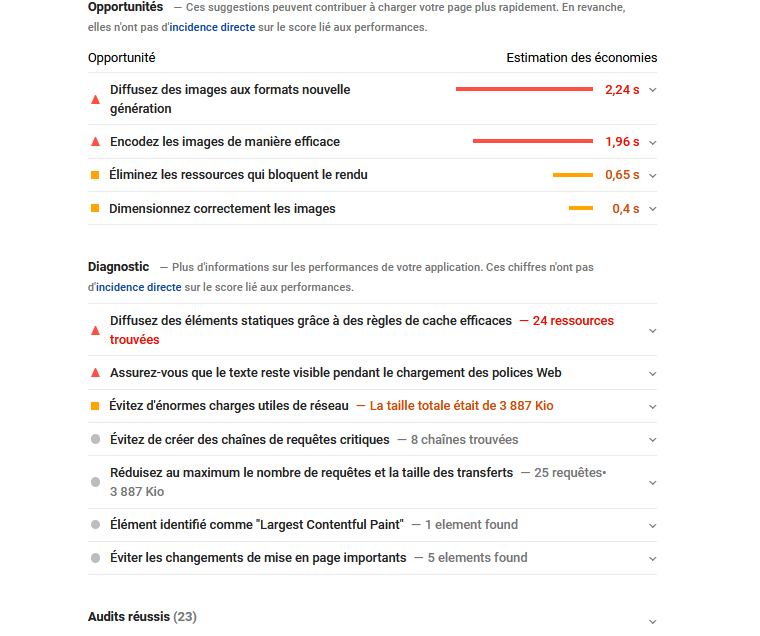 Opportunités — Ces suggestions peuvent contribuer à charger votre page plus rapidement. En revanche,
elles n'ont pas d'incidence directe sur le score lié aux performances.
Opportunité Estimation des économies
Diffusez des images aux formats nouvelle 2,24 s
génération
Encodez les images de manière efficace 1,96 s
Éliminez les ressources qui bloquent le rendu 0,65 s
Dimensionnez correctement les images 0,4 s
Diagnostic — Plus d'informations sur les performances de votre application. Ces chiffres n'ont pas
d'incidence directe sur le score lié aux performances.
Diffusez des éléments statiques grâce à des règles de cache efficaces — 24 ressources
trouvées
Assurez-vous que le texte reste visible pendant le chargement des polices Web
Évitez d'énormes charges utiles de réseau — La taille totale était de 3 887 Kio
Évitez de créer des chaînes de requêtes critiques — 8 chaînes trouvées
Réduisez au maximum le nombre de requêtes et la taille des transferts — 25 requêtes•
3 887 Kio
Élément identifié comme "Largest Contentful Paint" — 1 element found
Éviter les changements de mise en page importants — 5 elements found
Audits réussis (23)